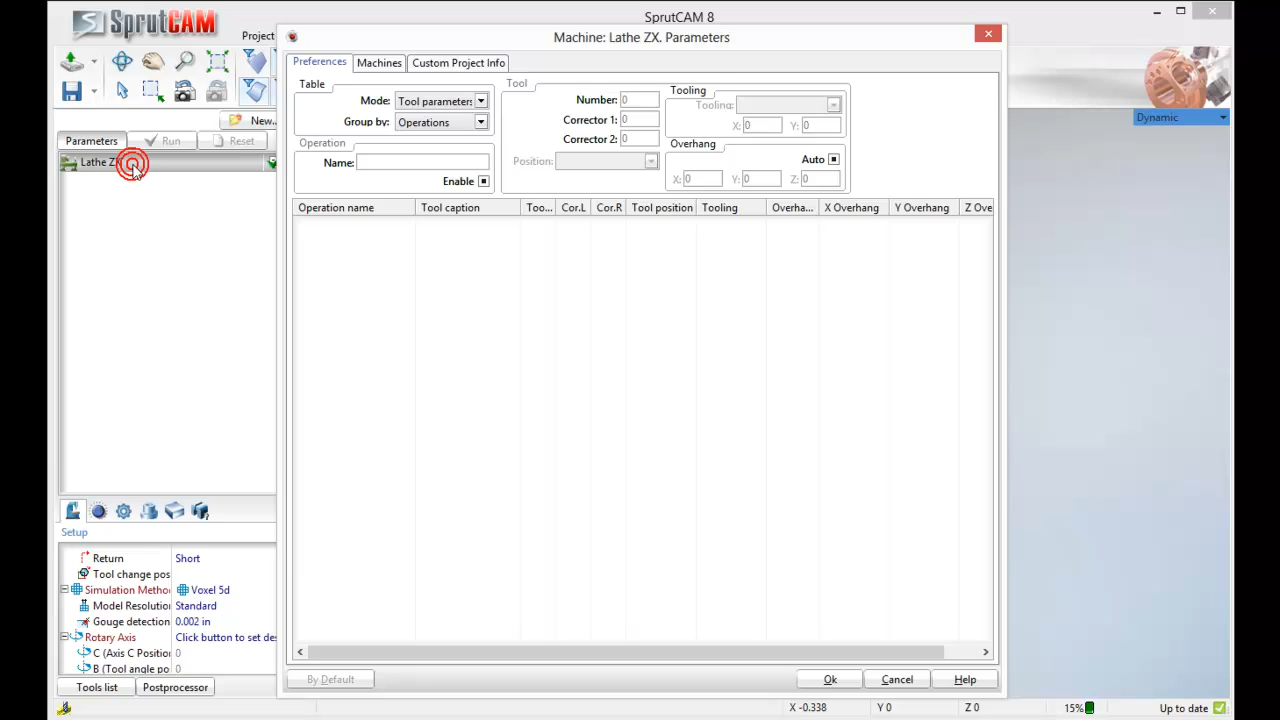 SprutCAM 8
SprutCAM
Project
Machine: Lathe ZX. Parameters
Preferences
Machines
Custom Project Info
Table
Mode:
Tool parameters
Group by:
Operations
Operation
Name:
Enable
Tool
Number:
0
Corrector 1:
0
Corrector 2:
0
Position:
Tooling
Tooling:
X: 0
Y: 0
Overhang
Auto
X: 0
Y: 0
Z: 0
Dynamic
New...
Parameters
Run
Reset
Lathe ZX
Operation name
Tool caption
Too...
Cor.L
Cor.R
Tool position
Tooling
Overha...
X Overhang
Y Overhang
Z Ove
Setup
Return
Short
Tool change pos
Simulation Metho
Voxel 5d
Model Resolutio
Standard
Gouge detection
0.002 in
Rotary Axis
Click button to set des
C (Axis C Positio
0
B (Tool angle po
0
Tools list
Postprocessor
By Default
Ok
Cancel
Help
X -0.338
Y 0
Z 0
15%
Up to date